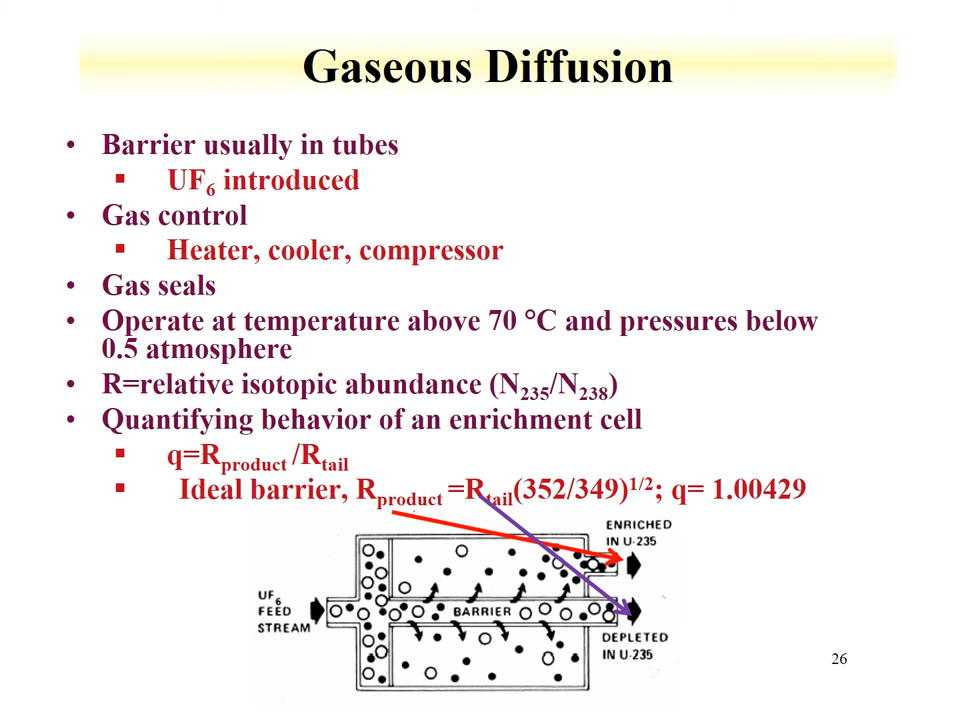 Gaseous Diffusion
• Barrier usually in tubes
▪ UF6 introduced
• Gas control
▪ Heater, cooler, compressor
• Gas seals
• Operate at temperature above 70 °C and pressures below
0.5 atmosphere
• R=relative isotopic abundance (N235/N238)
• Quantifying behavior of an enrichment cell
▪ q=Rproduct /Rtail
▪ Ideal barrier, Rproduct =Rtail(352/349)1/2; q= 1.00429
ENRICHED
IN U-235
UF6
FEED
STREAM
BARRIER
DEPLETED
IN U-235
26